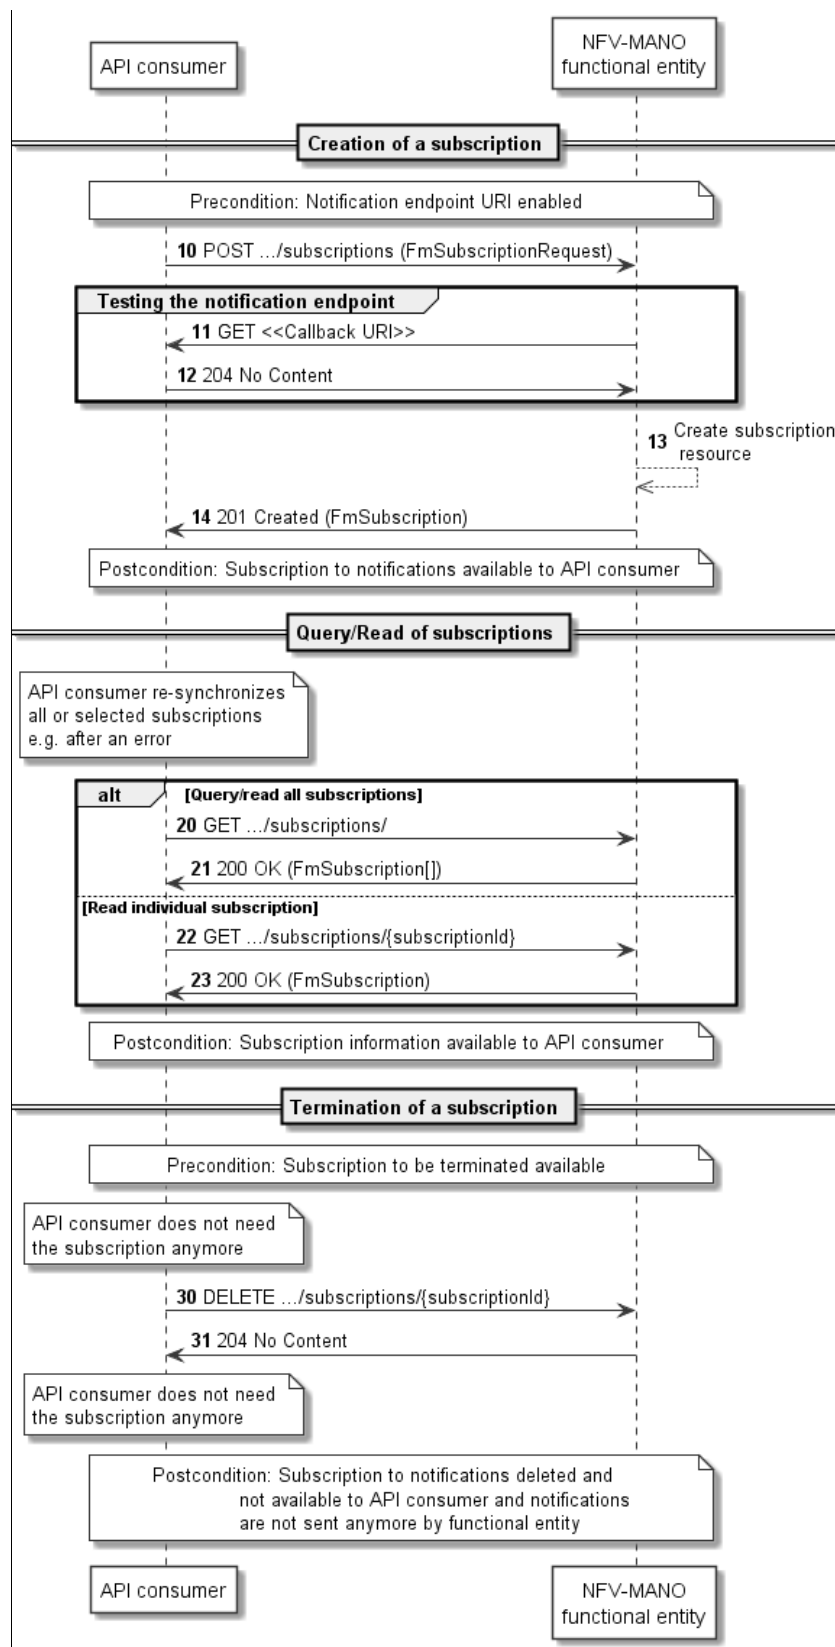 API consumer
NFV-MANO
functional entity
Creation of a subscription
Precondition: Notification endpoint URI enabled
10 POST .../subscriptions (FmSubscriptionRequest)
Testing the notification endpoint
11 GET <<Callback URI>>
12 204 No Content
13 Create subscription
resource
14 201 Created (FmSubscription)
Postcondition: Subscription to notifications available to API consumer
Query/Read of subscriptions
API consumer re-synchronizes
all or selected subscriptions
e.g. after an error
alt [Query/read all subscriptions]
20 GET .../subscriptions/
21 200 OK (FmSubscription[])
[Read individual subscription]
22 GET .../subscriptions/{subscriptionId}
23 200 OK (FmSubscription)
Postcondition: Subscription information available to API consumer
Termination of a subscription
Precondition: Subscription to be terminated available
API consumer does not need
the subscription anymore
30 DELETE .../subscriptions/{subscriptionId}
31 204 No Content
API consumer does not need
the subscription anymore
Postcondition: Subscription to notifications deleted and
not available to API consumer and notifications
are not sent anymore by functional entity
API consumer
NFV-MANO
functional entity